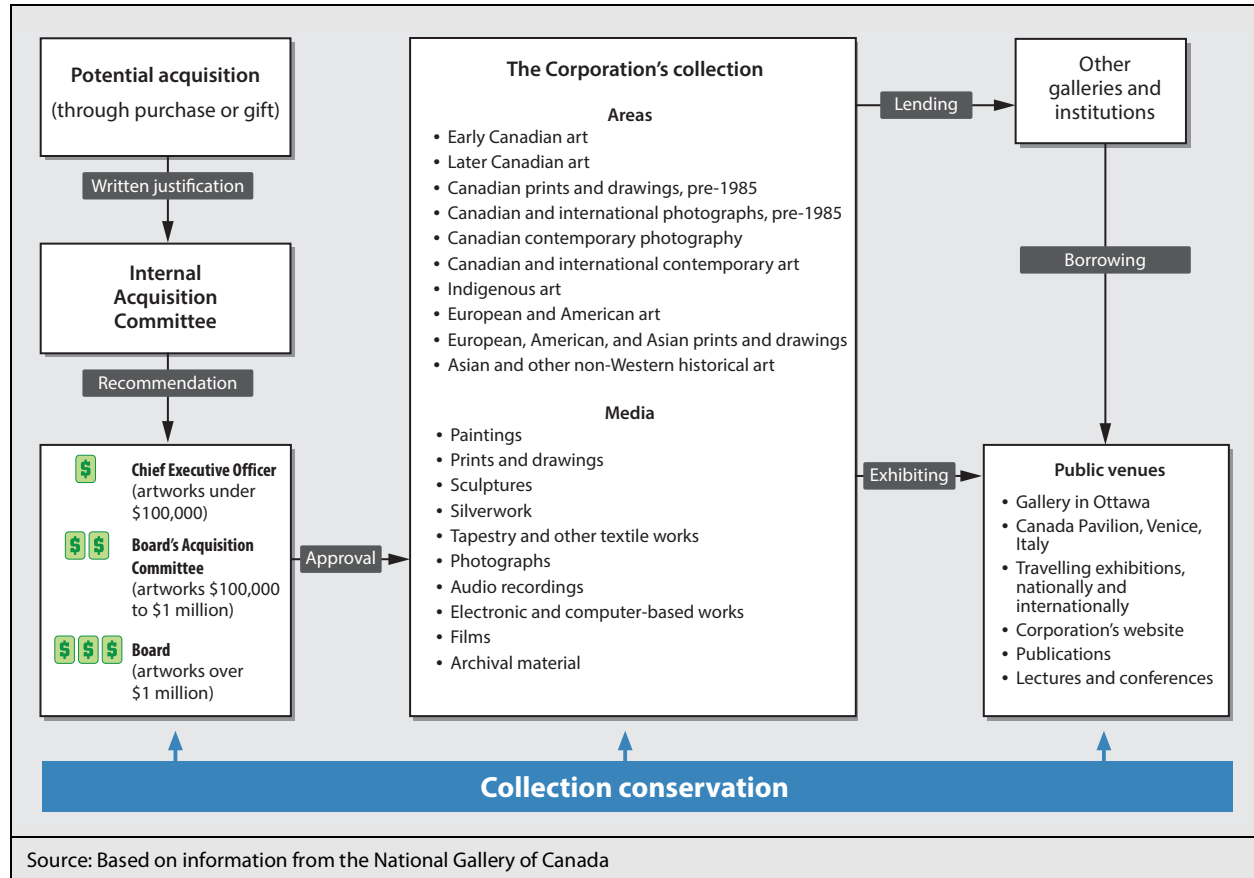 Potential acquisition
(through purchase or gift)
Written justification
Internal
Acquisition
Committee
Recommendation
$
Chief Executive Officer
(artworks under
$100,000)
$ $
Board's Acquisition
Committee
(artworks $100,000
to $1 million)
$ $ $
Board
(artworks over
$1 million)
Approval
The Corporation's collection
Areas
• Early Canadian art
• Later Canadian art
• Canadian prints and drawings, pre-1985
• Canadian and international photographs, pre-1985
• Canadian contemporary photography
• Canadian and international contemporary art
• Indigenous art
• European and American art
• European, American, and Asian prints and drawings
• Asian and other non-Western historical art
Media
• Paintings
• Prints and drawings
• Sculptures
• Silverwork
• Tapestry and other textile works
• Photographs
• Audio recordings
• Electronic and computer-based works
• Films
• Archival material
Lending
Other
galleries and
institutions
Borrowing
Exhibiting
Public venues
• Gallery in Ottawa
• Canada Pavilion, Venice,
Italy
• Travelling exhibitions,
nationally and
internationally
• Corporation's website
• Publications
• Lectures and conferences
Collection conservation
Source: Based on information from the National Gallery of Canada